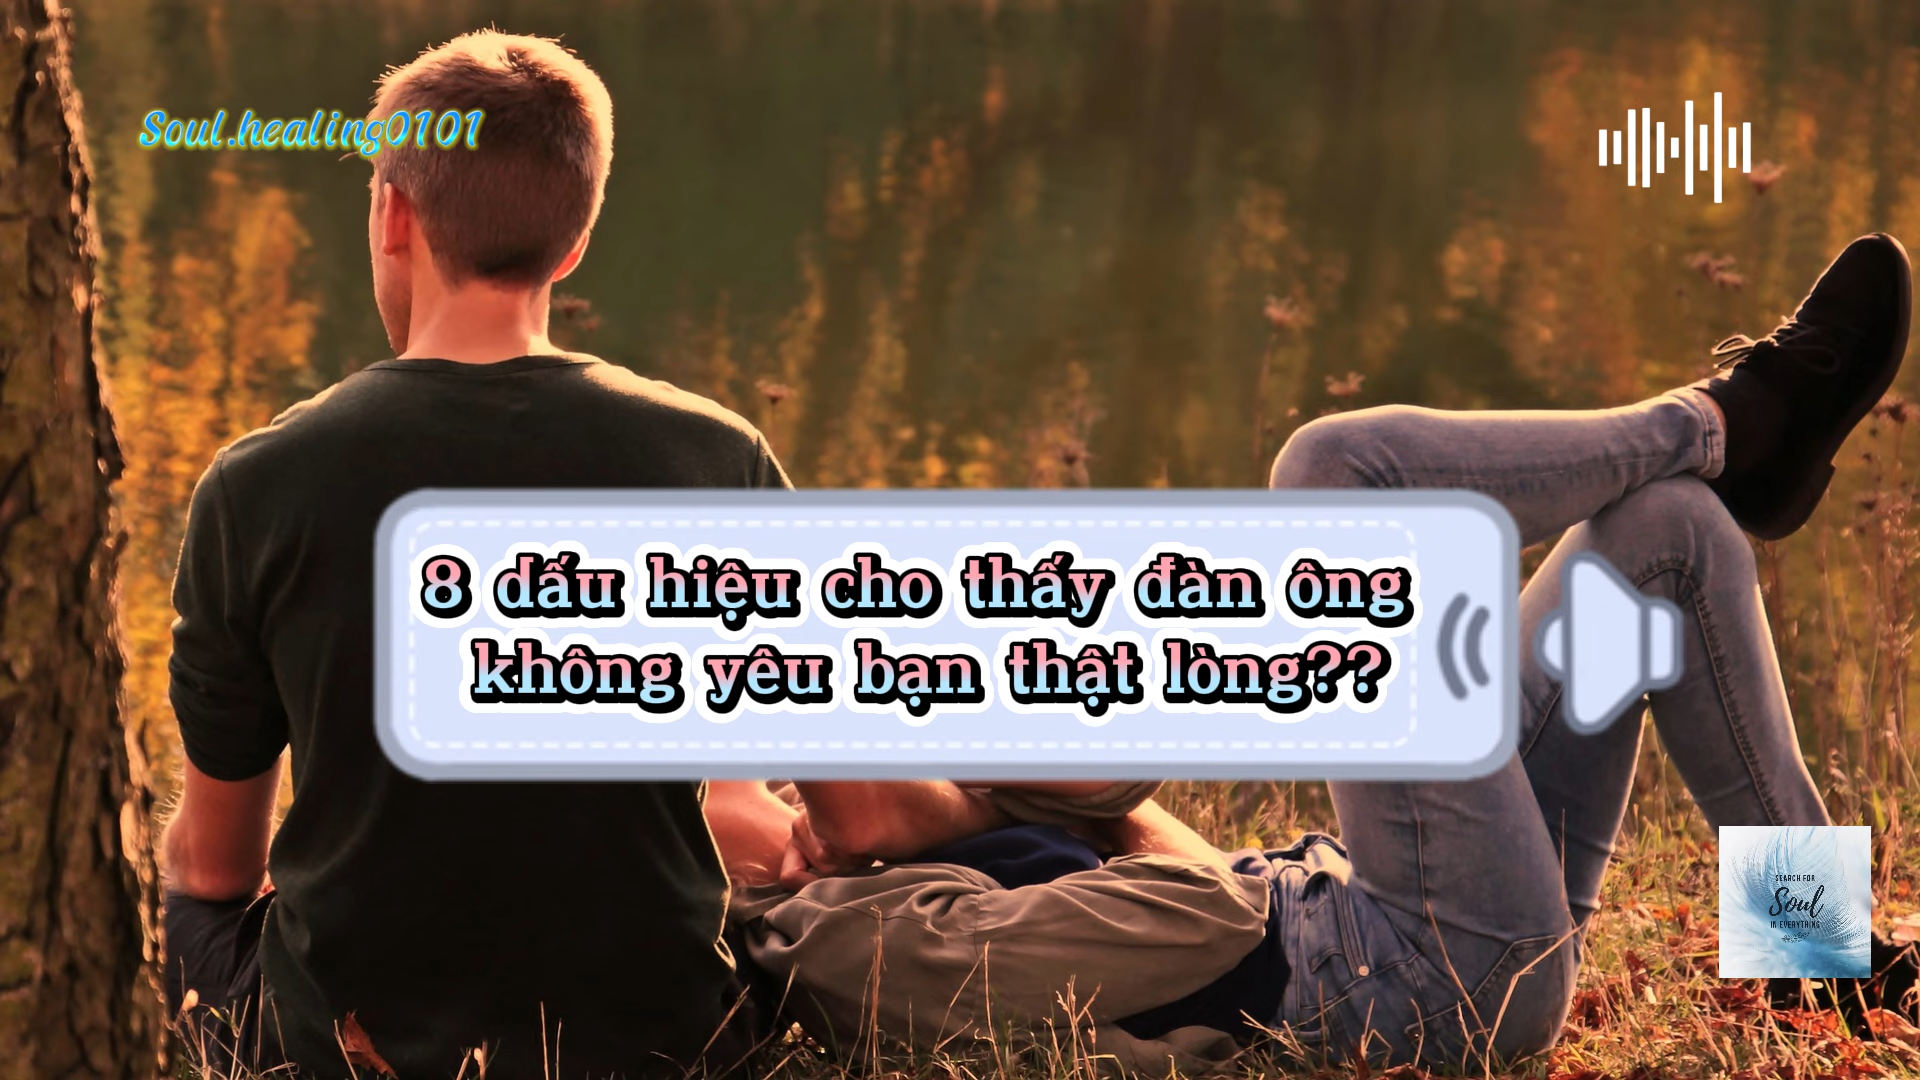 Soul.healing0101
8 dấu hiệu cho thấy đàn ông
không yêu bạn thật lòng??
SEARCH FOR
Soul
IN EVERYTHING